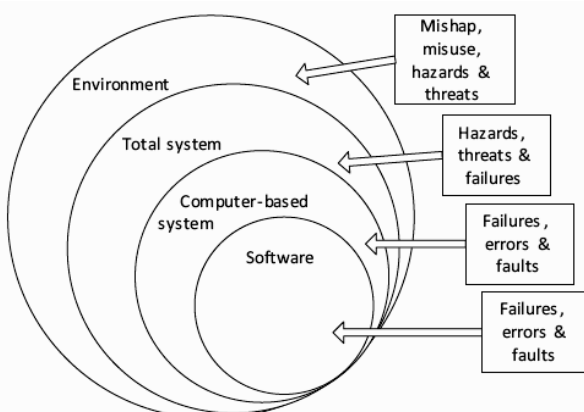 Mishap,
misuse,
hazards &
threats
Environment
Hazards,
threats &
failures
Total system
Computer-based
system
Failures,
errors &
faults
Software
Failures,
errors &
faults